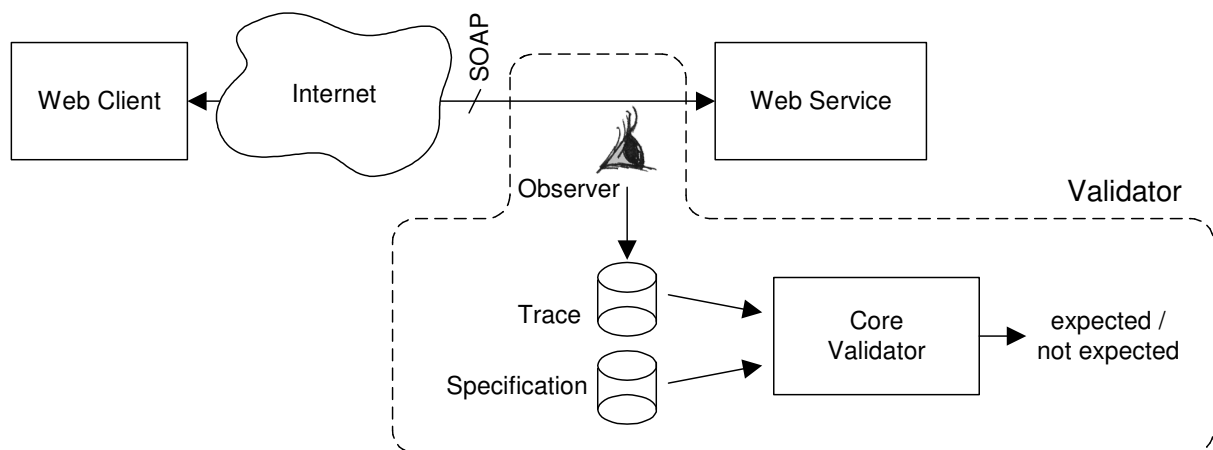 SOAP
Web Client
Internet
Web Service
Observer
Validator
Trace
Core
Validator
expected /
not expected
Specification